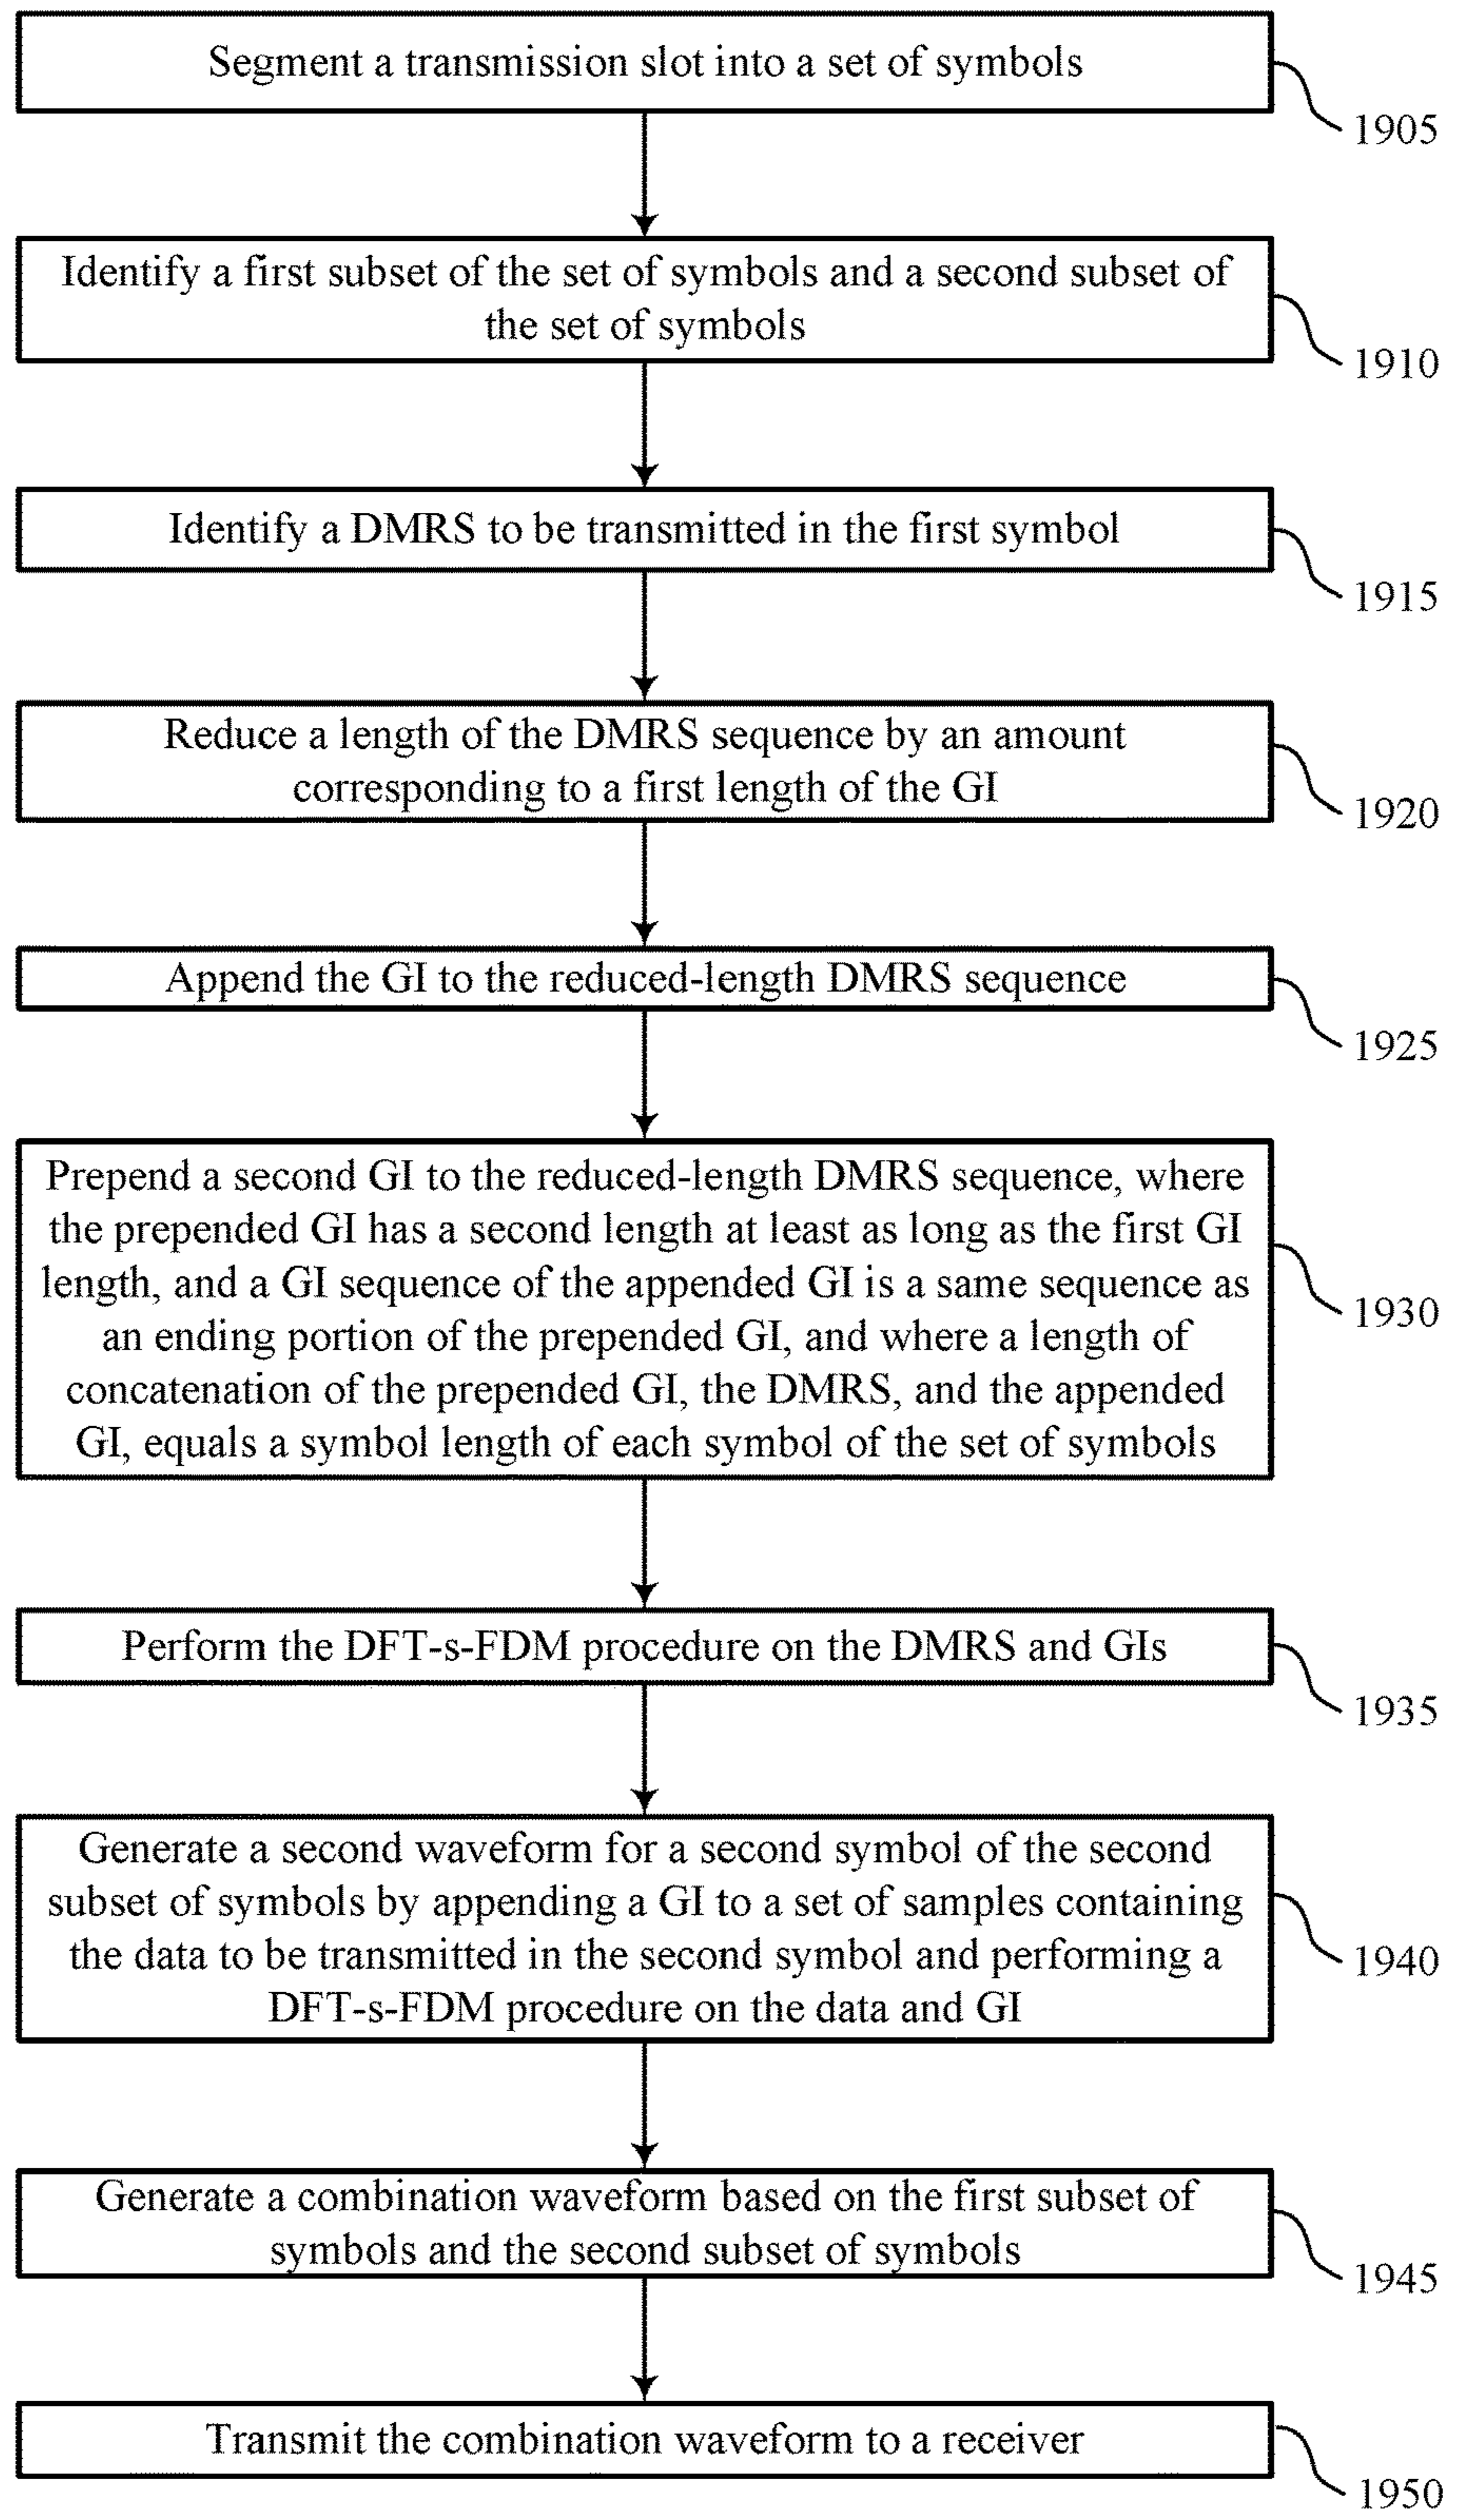 Segment a transmission slot into a set of symbols
1905
Identify a first subset of the set of symbols and a second subset of
the set of symbols
1910
Identify a DMRS to be transmitted in the first symbol
1915
Reduce a length of the DMRS sequence by an amount
corresponding to a first length of the GI
1920
Append the GI to the reduced-length DMRS sequence
1925
Prepend a second GI to the reduced-length DMRS sequence, where
the prepended GI has a second length at least as long as the first GI
length, and a GI sequence of the appended GI is a same sequence as
an ending portion of the prepended GI, and where a length of
concatenation of the prepended GI, the DMRS, and the appended
GI, equals a symbol length of each symbol of the set of symbols
1930
Perform the DFT-s-FDM procedure on the DMRS and GIs
1935
Generate a second waveform for a second symbol of the second
subset of symbols by appending a GI to a set of samples containing
the data to be transmitted in the second symbol and performing a
DFT-s-FDM procedure on the data and GI
1940
Generate a combination waveform based on the first subset of
symbols and the second subset of symbols
1945
Transmit the combination waveform to a receiver
1950